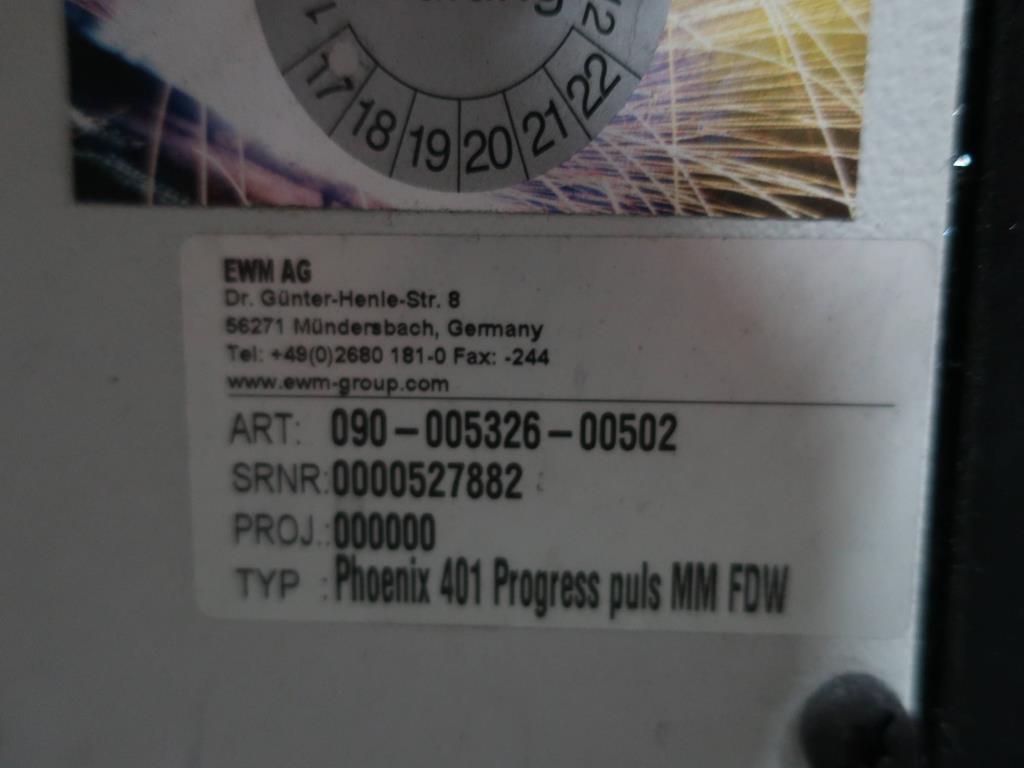 17 18 19 20 21 22
EWM AG
Dr. Günter-Henle-Str. 8
56271 Mündersbach, Germany
Tel: +49(0)2680 181-0 Fax: -244
www.ewm-group.com
ART: 090-005326-00502
SRNR:0000527882
PROJ.:000000
TYP :Phoenix 401 Progress puls MM FDW